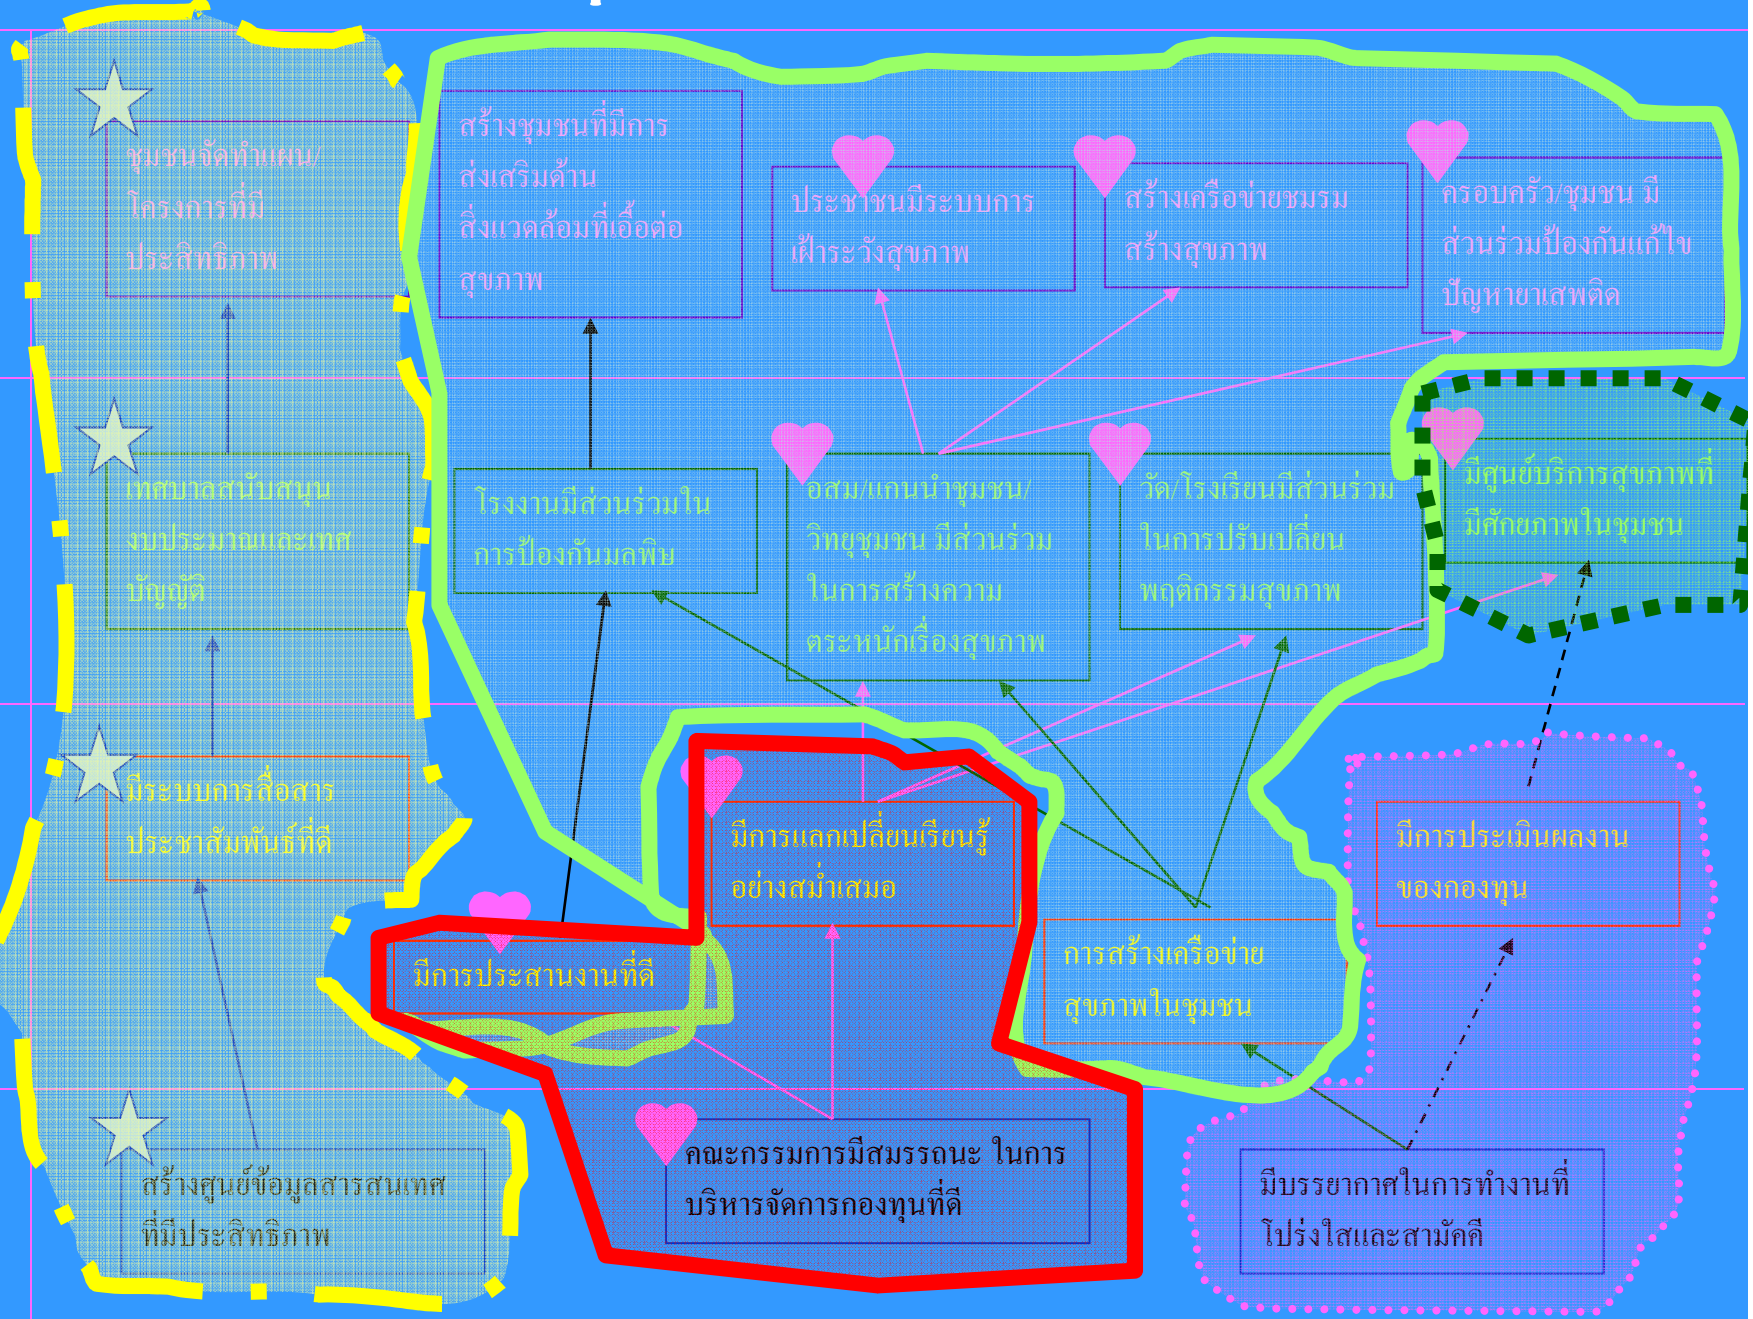 ชุมชนจัดทำแผน/
โครงการที่มี
ประสิทธิภาพ
สร้างชุมชนที่มีการ
ส่งเสริมด้าน
สิ่งแวดล้อมที่เอื้อต่อ
สุขภาพ
ประชาชนมีระบบการ
เฝ้าระวังสุขภาพ
สร้างเครือข่ายชมรม
สร้างสุขภาพ
ครอบครัว/ชุมชน มี
ส่วนร่วมป้องกันแก้ไข
ปัญหายาเสพติด
เทศบาลสนับสนุน
งบประมาณและเทศ
บัญญัติ
โรงงานมีส่วนร่วมใน
การป้องกันมลพิษ
อสม/แกนนำชุมชน/
วิทยุชุมชน มีส่วนร่วม
ในการสร้างความ
ตระหนักเรื่องสุขภาพ
วัด/โรงเรียนมีส่วนร่วม
ในการปรับเปลี่ยน
พฤติกรรมสุขภาพ
มีศูนย์บริการสุขภาพที่
มีศักยภาพในชุมชน
มีระบบการสื่อสาร
ประชาสัมพันธ์ที่ดี
มีการประสานงานที่ดี
มีการแลกเปลี่ยนเรียนรู้
อย่างสม่ำเสมอ
การสร้างเครือข่าย
สุขภาพในชุมชน
มีการประเมินผลงาน
ของกองทุน
สร้างศูนย์ข้อมูลสารสนเทศ
ที่มีประสิทธิภาพ
คณะกรรมการมีสมรรถนะ ในการ
บริหารจัดการกองทุนที่ดี
มีบรรยากาศในการทำงานที่
โปร่งใสและสามัคคี